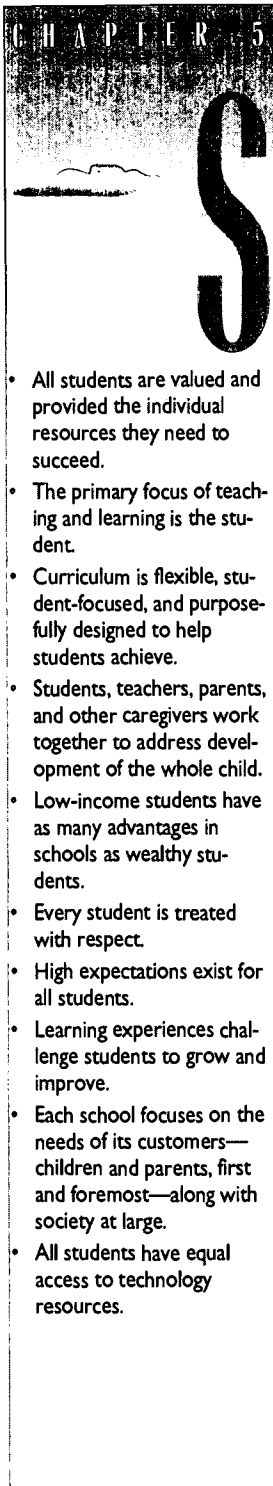 CHAPTER 5
S
• All students are valued and
provided the individual
resources they need to
succeed.
• The primary focus of teach-
ing and learning is the stu-
dent.
• Curriculum is flexible, stu-
dent-focused, and purpose-
fully designed to help
students achieve.
• Students, teachers, parents,
and other caregivers work
together to address devel-
opment of the whole child.
• Low-income students have
as many advantages in
schools as wealthy stu-
dents.
• Every student is treated
with respect.
• High expectations exist for
all students.
• Learning experiences chal-
lenge students to grow and
improve.
• Each school focuses on the
needs of its customers—
children and parents, first
and foremost—along with
society at large.
• All students have equal
access to technology
resources.